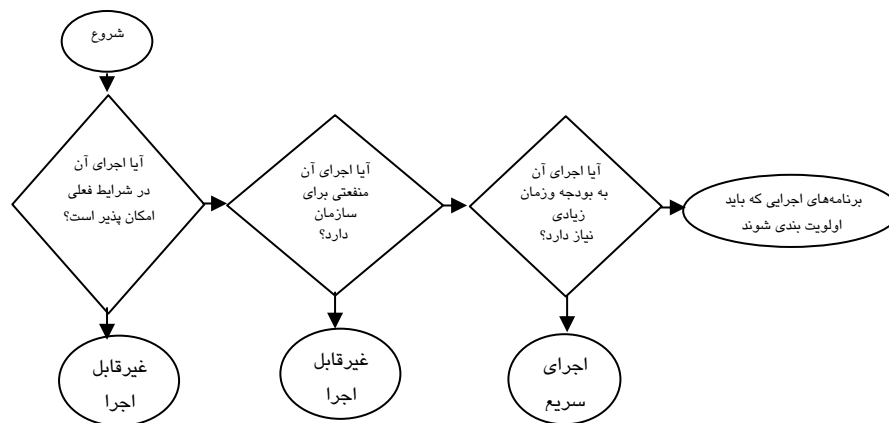 شروع
آیا اجرای آن
در شرایط فعلی
امکان پذیر است؟
آیا اجرای آن
منفعتی برای
سازمان
دارد؟
آیا اجرای آن
به بودجه وزمان
زیادی
نیاز دارد؟
برنامه‌های اجرایی که باید
اولویت بندی شوند
غیرقابل
اجرا
غیرقابل
اجرا
اجرای
سریع